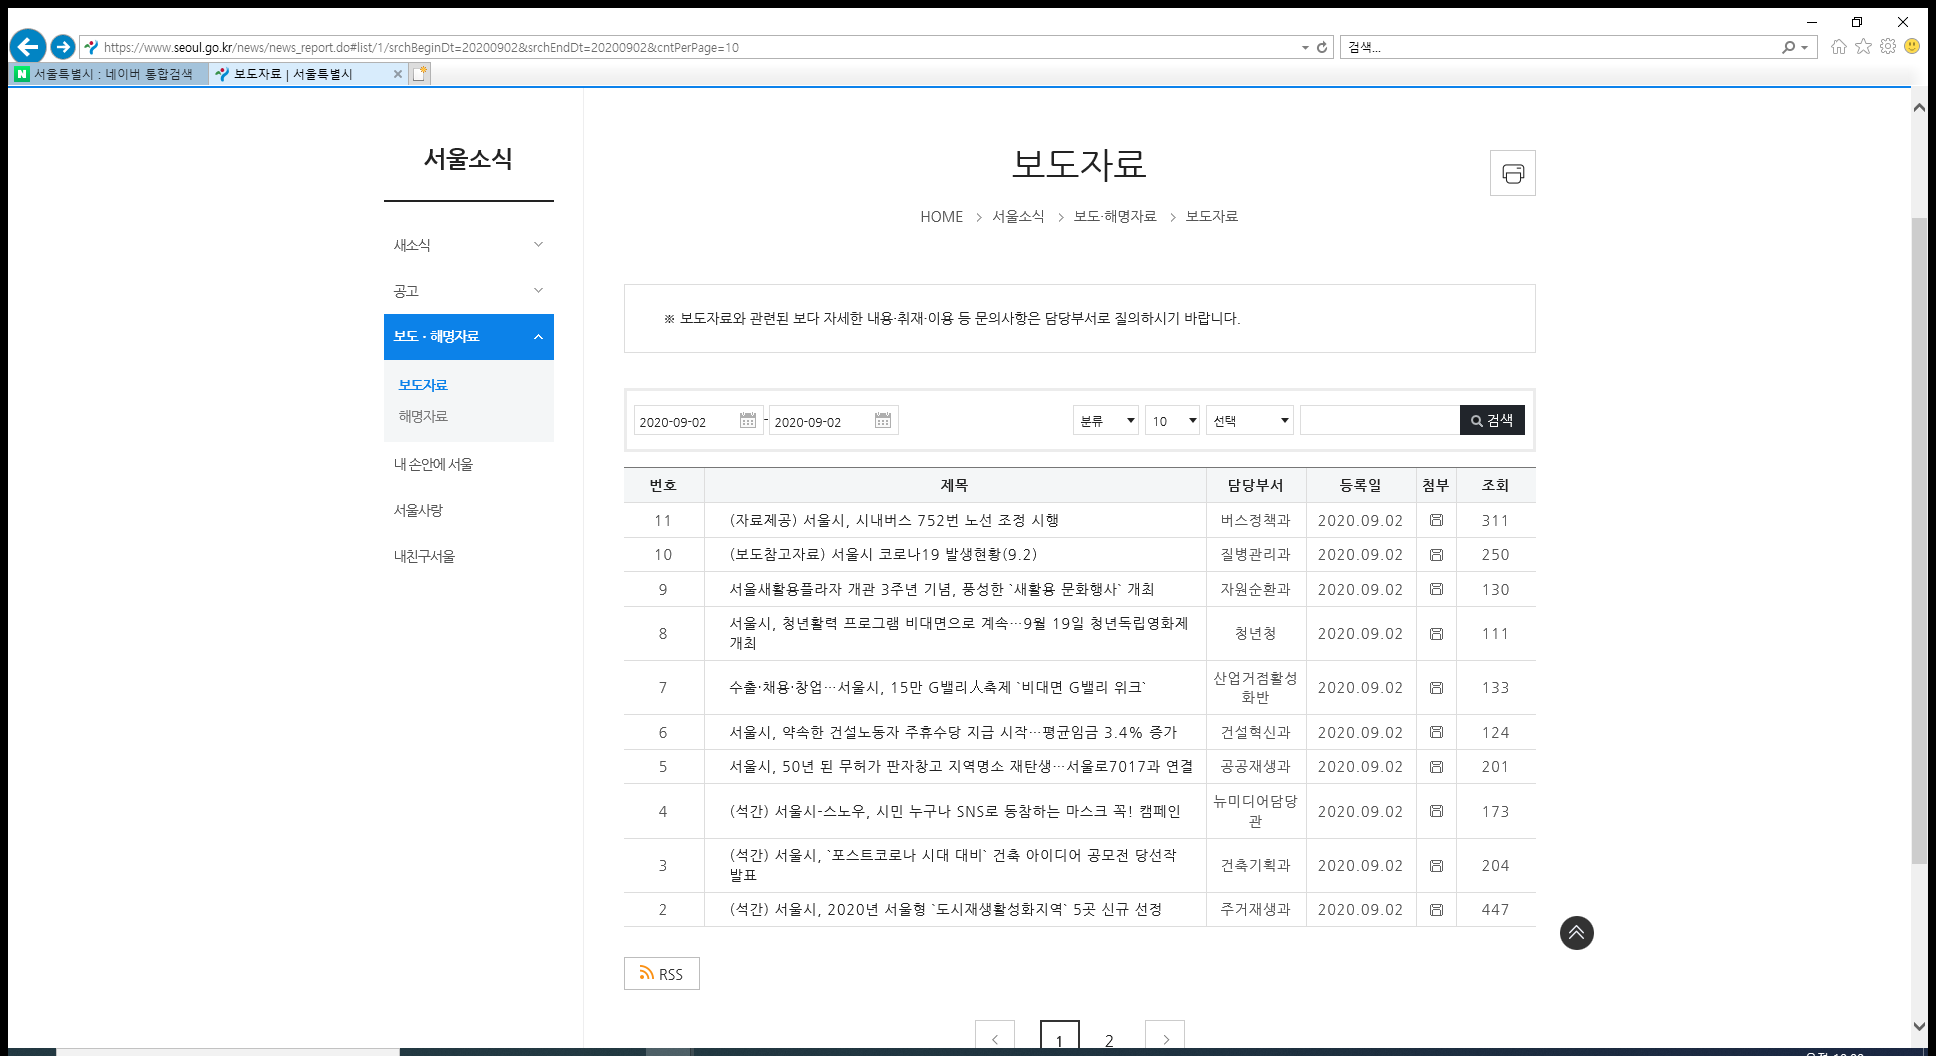 https://www.seoul.go.kr/news/news_report.do#list/1/srchBeginDt=20200902&srchEndDt=20200902&cntPerPage=10
검색...
서울특별시 : 네이버 통합검색
보도자료 | 서울특별시
서울소식
새소식
공고
보도 · 해명자료
보도자료
해명자료
내 손안에 서울
서울사랑
내친구서울
보도자료
HOME > 서울소식 > 보도·해명자료 > 보도자료
※ 보도자료와 관련된 보다 자세한 내용·취재·이용 등 문의사항은 담당부서로 질의하시기 바랍니다.
2020-09-02 - 2020-09-02 분류 10 선택 검색
번호 제목 담당부서 등록일 첨부 조회
11 (자료제공) 서울시, 시내버스 752번 노선 조정 시행 버스정책과 2020.09.02 311
10 (보도참고자료) 서울시 코로나19 발생현황(9.2) 질병관리과 2020.09.02 250
9 서울새활용플라자 개관 3주년 기념, 풍성한 `새활용 문화행사` 개최 자원순환과 2020.09.02 130
8 서울시, 청년활력 프로그램 비대면으로 계속…9월 19일 청년독립영화제
개최 청년청 2020.09.02 111
7 수출·채용·창업…서울시, 15만 G밸리人축제 `비대면 G밸리 위크` 산업거점활성
화반 2020.09.02 133
6 서울시, 약속한 건설노동자 주휴수당 지급 시작…평균임금 3.4% 증가 건설혁신과 2020.09.02 124
5 서울시, 50년 된 무허가 판자창고 지역명소 재탄생…서울로7017과 연결 공공재생과 2020.09.02 201
4 (석간) 서울시-스노우, 시민 누구나 SNS로 동참하는 마스크 꼭! 캠페인 뉴미디어담당
관 2020.09.02 173
3 (석간) 서울시, `포스트코로나 시대 대비` 건축 아이디어 공모전 당선작
발표 건축기획과 2020.09.02 204
2 (석간) 서울시, 2020년 서울형 `도시재생활성화지역` 5곳 신규 선정 주거재생과 2020.09.02 447
RSS
< 1 2 >